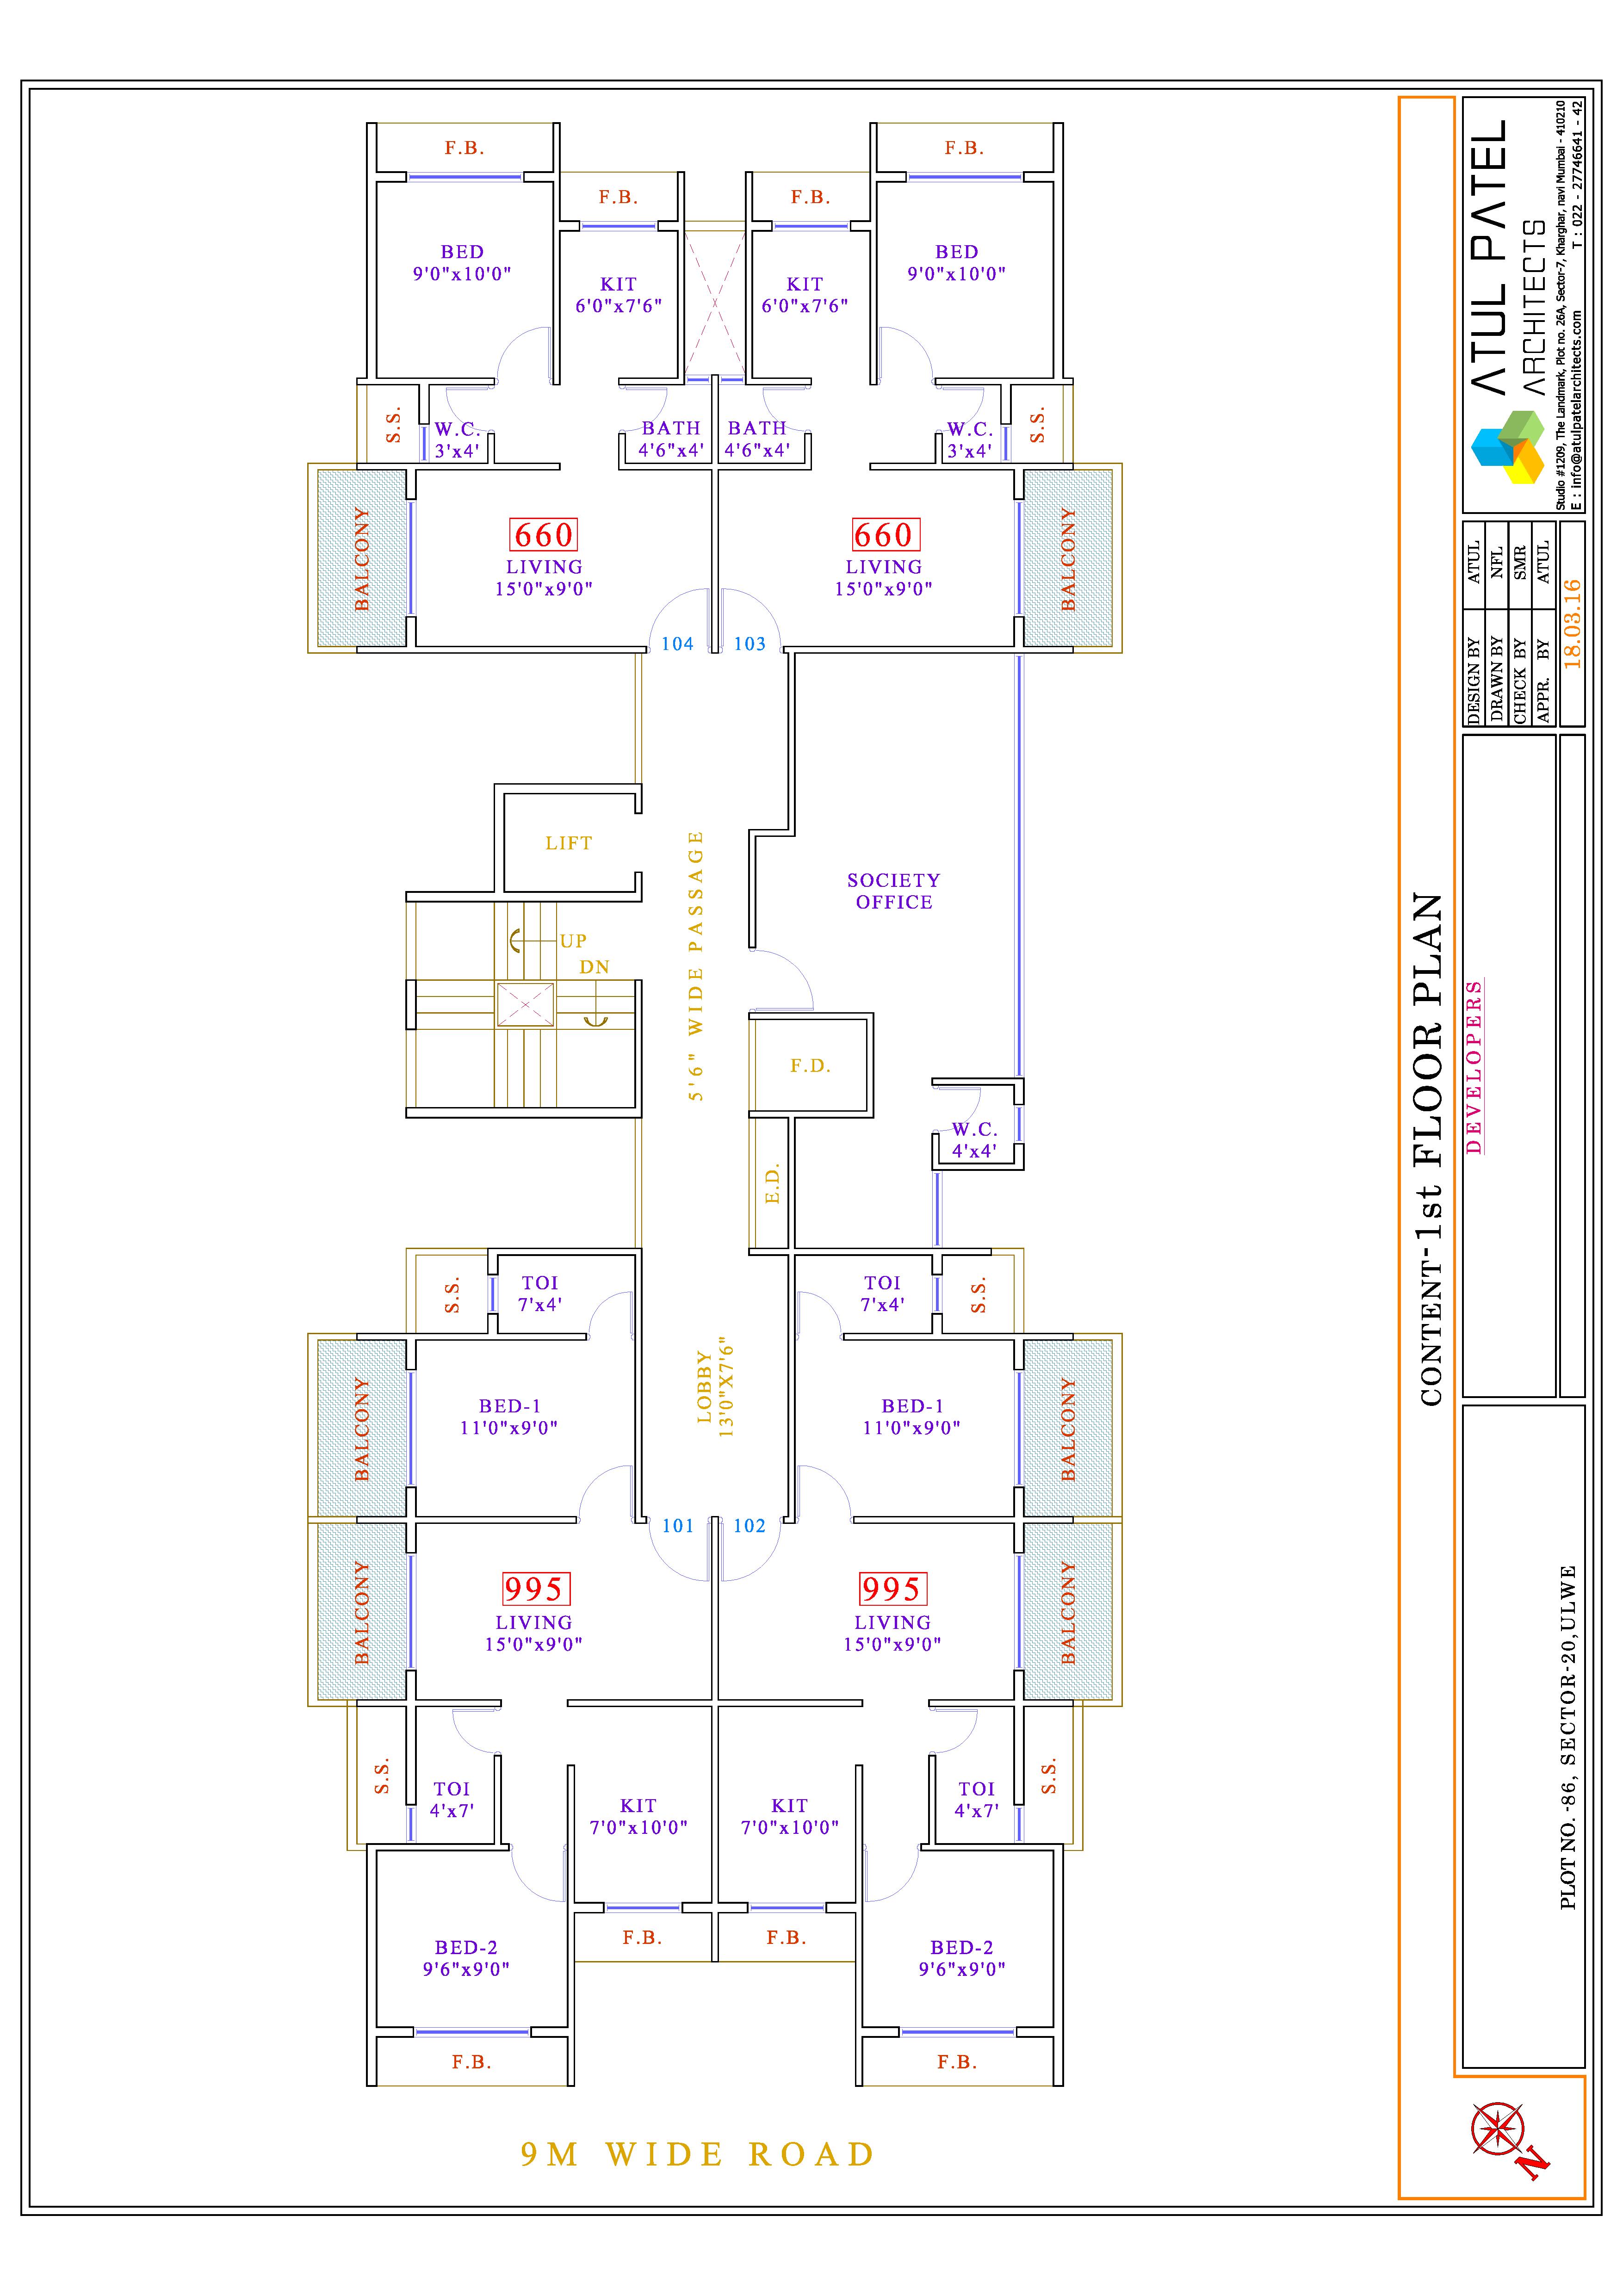 F.B.
F.B.
F.B.
F.B.
BED
9'0"x10'0"
KIT
6'0"x7'6"
KIT
6'0"x7'6"
BED
9'0"x10'0"
S.S.
W.C.
3'x4'
BATH
4'6"x4'
BATH
4'6"x4'
W.C.
3'x4'
S.S.
BALCONY
660
LIVING
15'0"x9'0"
660
LIVING
15'0"x9'0"
BALCONY
104
103
LIFT
5'6" WIDE PASSAGE
SOCIETY
OFFICE
UP
DN
F.D.
W.C.
4'x4'
E.D.
S.S.
TOI
7'x4'
TOI
7'x4'
S.S.
BALCONY
BED-1
11'0"x9'0"
LOBBY
13'0"X7'6"
BED-1
11'0"x9'0"
BALCONY
101
102
BALCONY
995
LIVING
15'0"x9'0"
995
LIVING
15'0"x9'0"
BALCONY
S.S.
TOI
4'x7'
KIT
7'0"x10'0"
KIT
7'0"x10'0"
TOI
4'x7'
S.S.
F.B.
F.B.
BED-2
9'6"x9'0"
BED-2
9'6"x9'0"
F.B.
F.B.
9M WIDE ROAD
CONTENT-1st FLOOR PLAN
ATUL PATEL
ARCHITECTS
Studio #1209, The Landmark, Plot no. 26A, Sector-7, Kharghar, navi Mumbai - 410210
E : info@atulpatelarchitects.com T : 022 - 27746641 - 42
DESIGN BY ATUL
DRAWN BY NFL
CHECK BY SMR
APPR. BY ATUL
18.03.16
DEVELOPERS
PLOT NO. -86, SECTOR-20,ULWE
N